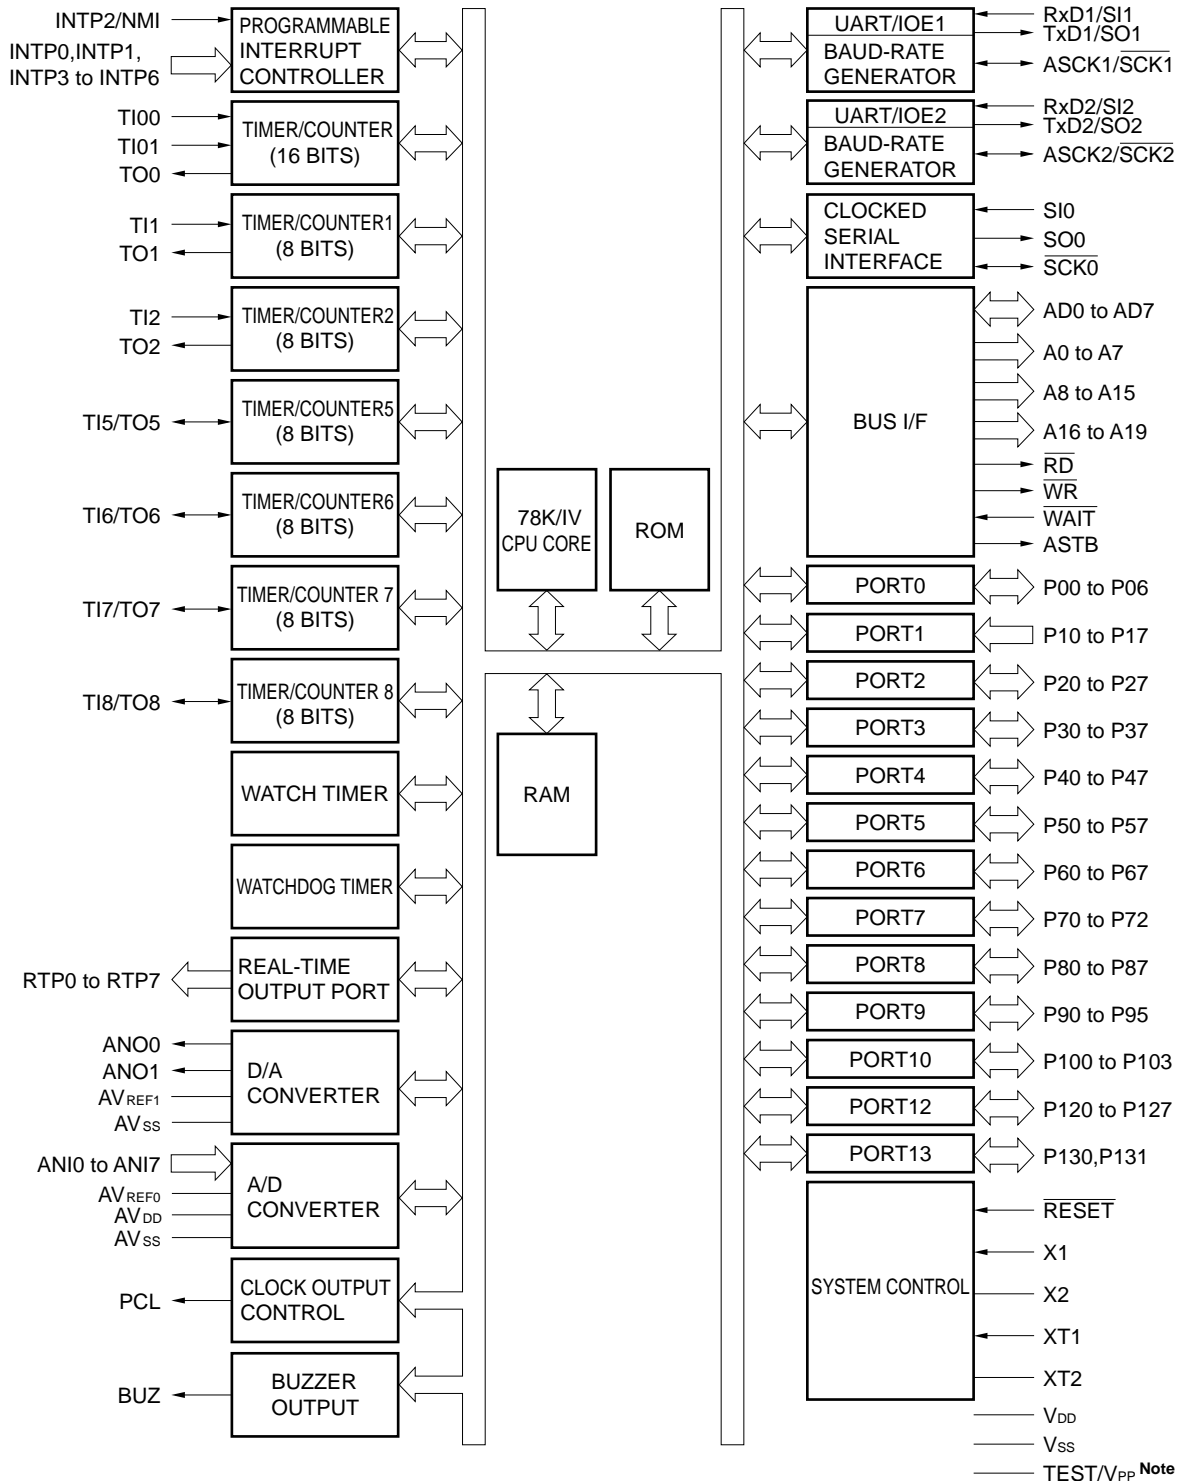 INTP2/NMI
INTP0,INTP1,
INTP3 to INTP6
PROGRAMMABLE
INTERRUPT
CONTROLLER
TI00
TI01
TO0
TIMER/COUNTER
(16 BITS)
TI1
TO1
TIMER/COUNTER1
(8 BITS)
TI2
TO2
TIMER/COUNTER2
(8 BITS)
TI5/TO5
TIMER/COUNTER5
(8 BITS)
TI6/TO6
TIMER/COUNTER6
(8 BITS)
TI7/TO7
TIMER/COUNTER 7
(8 BITS)
TI8/TO8
TIMER/COUNTER 8
(8 BITS)
WATCH TIMER
WATCHDOG TIMER
RTP0 to RTP7
REAL-TIME
OUTPUT PORT
ANO0
ANO1
AVREF1
AVSS
D/A
CONVERTER
ANI0 to ANI7
AVREF0
AVDD
AVSS
A/D
CONVERTER
PCL
CLOCK OUTPUT
CONTROL
BUZ
BUZZER
OUTPUT
78K/IV
CPU CORE
ROM
RAM
UART/IOE1
BAUD-RATE
GENERATOR
RxD1/SI1
TxD1/SO1
ASCK1/SCK1
UART/IOE2
BAUD-RATE
GENERATOR
RxD2/SI2
TxD2/SO2
ASCK2/SCK2
CLOCKED
SERIAL
INTERFACE
SI0
SO0
SCK0
BUS I/F
AD0 to AD7
A0 to A7
A8 to A15
A16 to A19
RD
WR
WAIT
ASTB
PORT0
P00 to P06
PORT1
P10 to P17
PORT2
P20 to P27
PORT3
P30 to P37
PORT4
P40 to P47
PORT5
P50 to P57
PORT6
P60 to P67
PORT7
P70 to P72
PORT8
P80 to P87
PORT9
P90 to P95
PORT10
P100 to P103
PORT12
P120 to P127
PORT13
P130,P131
SYSTEM CONTROL
RESET
X1
X2
XT1
XT2
VDD
VSS
TEST/VPP Note